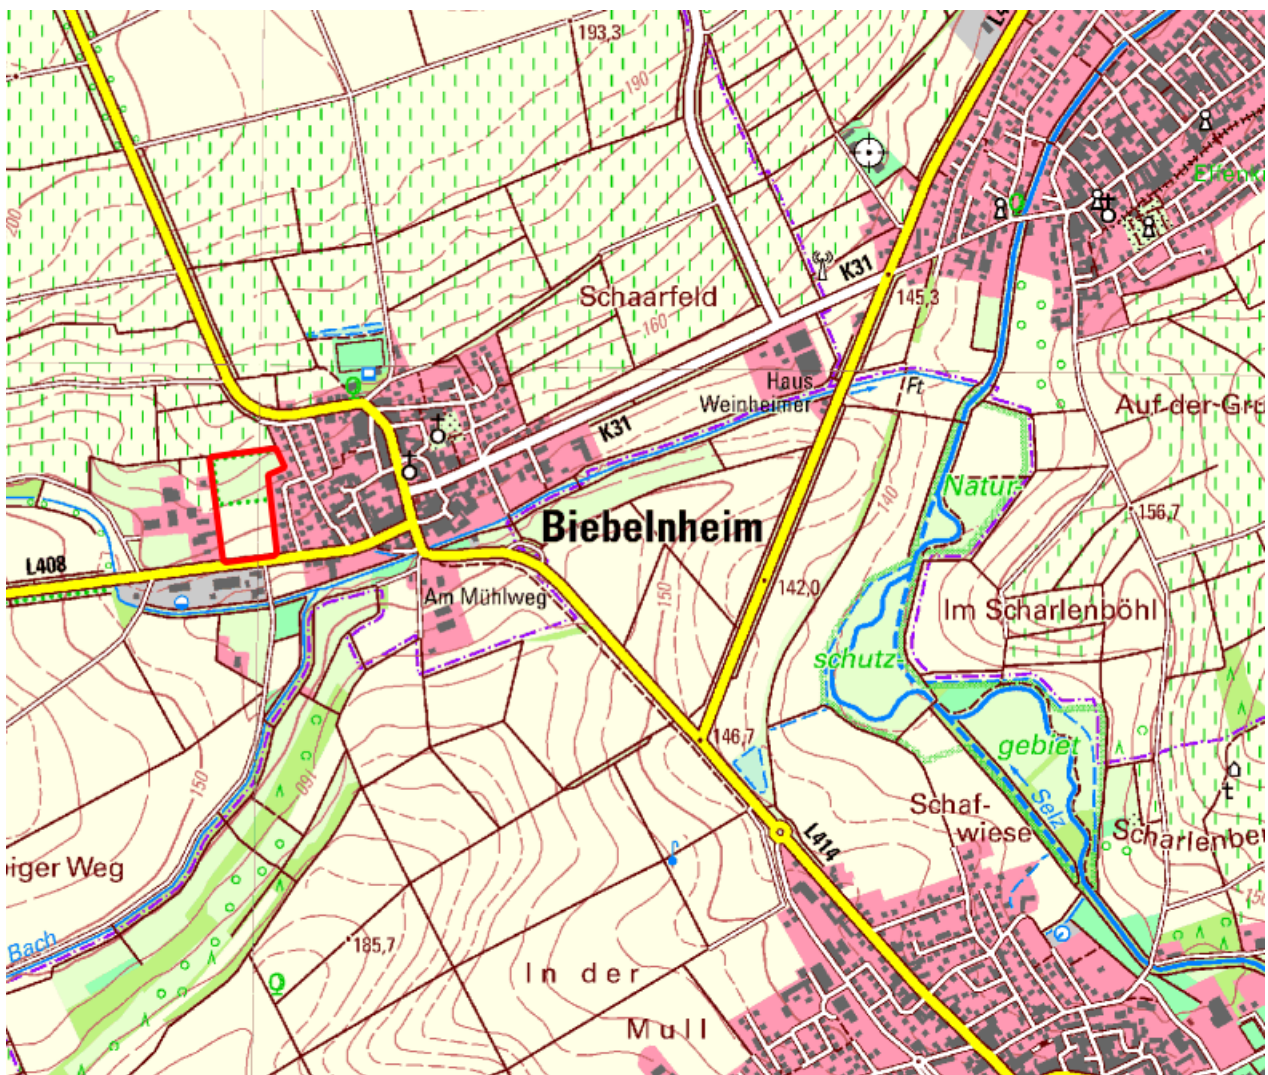 193,3
190
200
K31
145,3
Schaarfeld
160
Haus
Weinheimer
Ft
K31
Auf-der-Gru
140
Natur-
156,7
Biebelnheim
L408
Am Mühlweg
150
142,0
Im Scharlenböhl
schutz-
146,7
gebiet
150
160
Selz
Schaf-
wiese
L414
Scharlenbe
iger Weg
Bach
185,7
In der
Mull